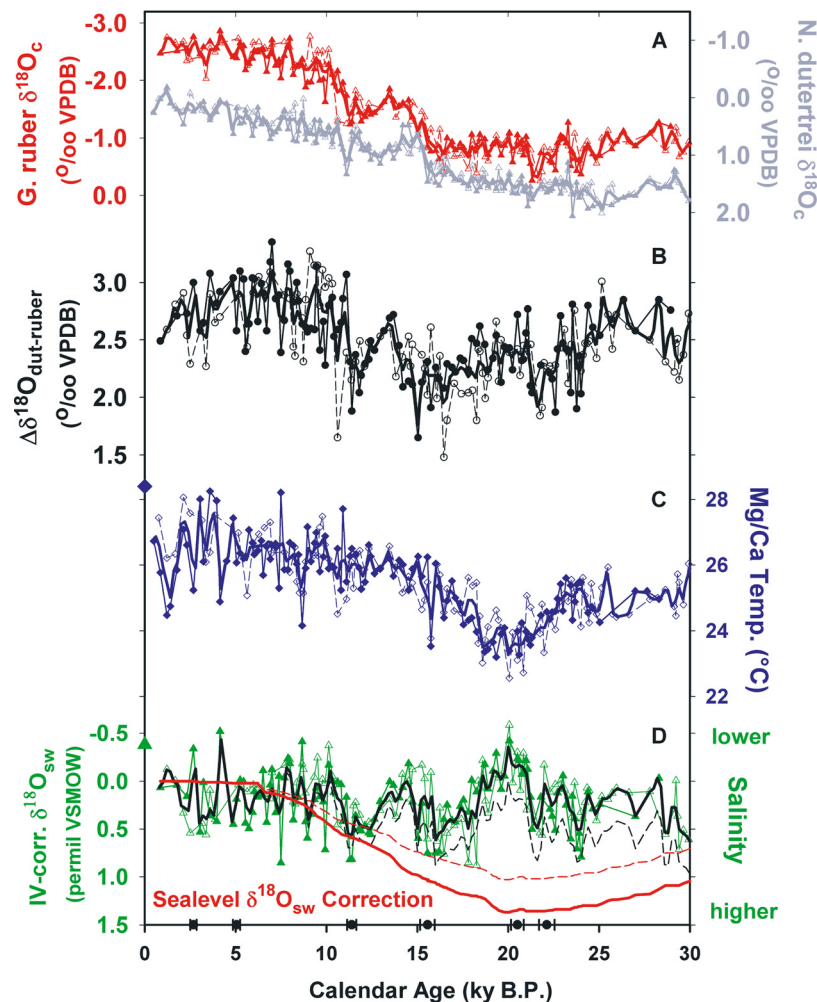 A
G. ruber δ18Oc
(o/oo VPDB)
-3.0
-2.0
-1.0
0.0
N. dutertrei δ18Oc
(o/oo VPDB)
-1.0
0.0
1.0
2.0
B
Δδ18Odut-ruber
(o/oo VPDB)
3.0
2.5
2.0
1.5
C
Mg/Ca Temp. (°C)
28
26
24
22
D
IV-corr. δ18Osw
(permil VSMOW)
-0.5
0.0
0.5
1.0
1.5
lower
Salinity
higher
Sealevel δ18Osw Correction
0 5 10 15 20 25 30
Calendar Age (ky B.P.)